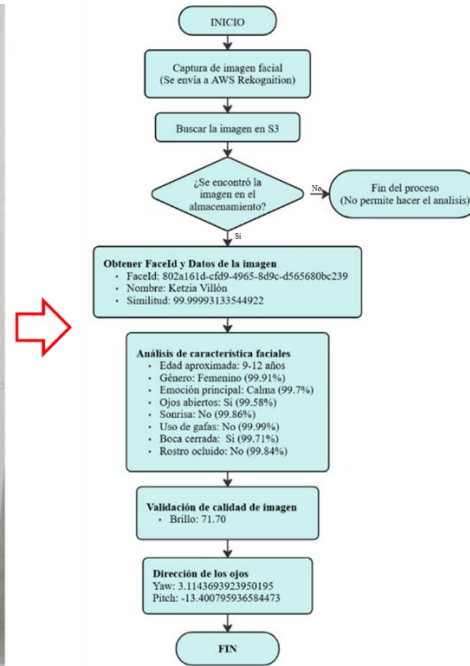 INICIO
Captura de imagen facial
(Se envía a AWS Rekognition)
Buscar la imagen en S3
¿Se encontró la
imagen en el
almacenamiento?
No
Fin del proceso
(No permite hacer el analisis)
Si
Obtener FaceId y Datos de la imagen
• FaceId: 802a161d-cfd9-4965-8d9c-d565680bc239
• Nombre: Ketzia Villón
• Similitud: 99.99993133544922
Análisis de característica faciales
• Edad aproximada: 9-12 años
• Género: Femenino (99.91%)
• Emoción principal: Calma (99.7%)
• Ojos abiertos: Si (99.58%)
• Sonrisa: No (99.86%)
• Uso de gafas: No (99.99%)
• Boca cerrada: Si (99.71%)
• Rostro ocluido: No (99.84%)
Validación de calidad de imagen
• Brillo: 71.70
Dirección de los ojos
Yaw: 3.1143693923950195
Pitch: -13.400795936584473
FIN